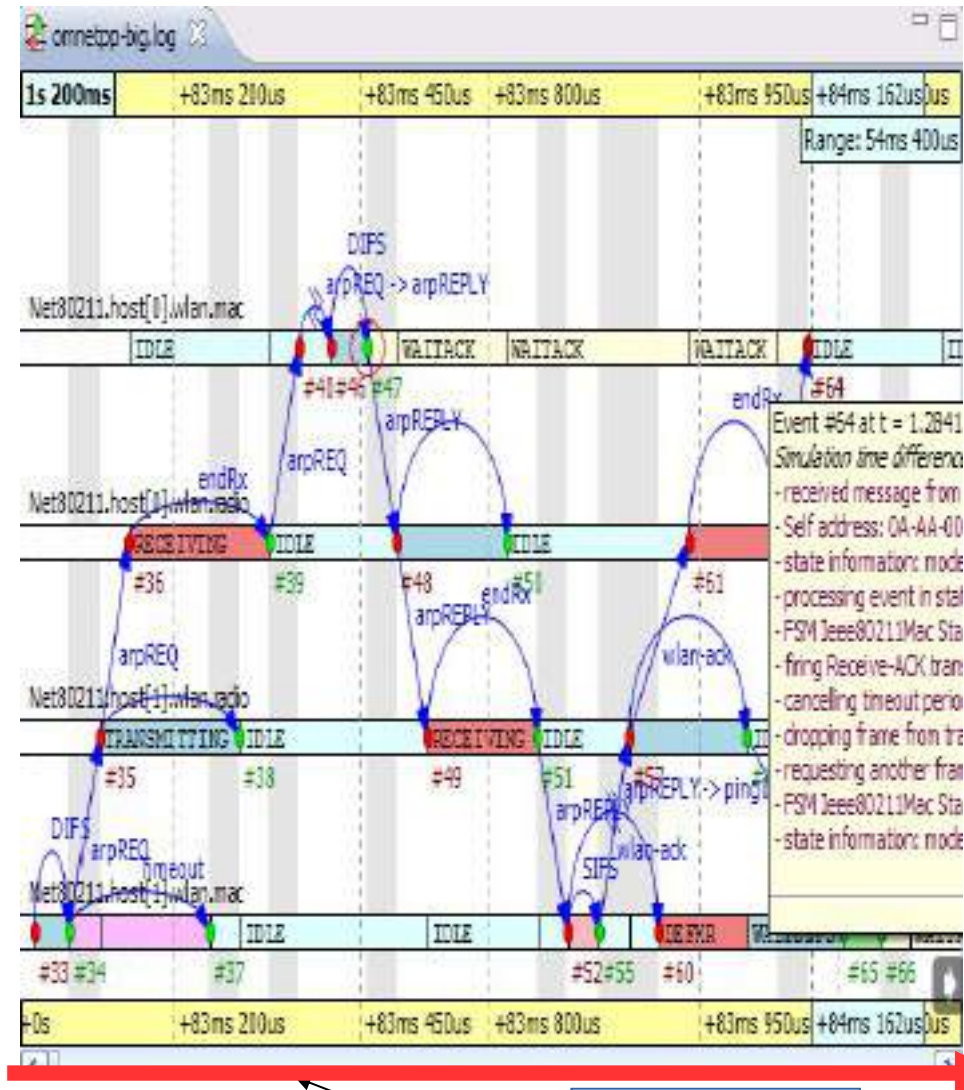 omnetpp-big.log
1s 200ms +83ms 210us +83ms 450us +83ms 800us +83ms 950us +84ms 162us 0us
Range: 54ms 400us
DIFS
arpREQ -> arpREPLY
Net80211.host[0].wlan.mac
IDLE WAITACK WAITACK WAITACK IDLE
#41 #46 #47 #64
endRx
arpREPLY
arpREQ
endRx
Net80211.host[0].wlan.radio
RECEIVING IDLE IDLE
#36 #39 #48 #50 #61
endRx
arpREPLY
arpREQ
wlan-ack
Net80211.host[1].wlan.radio
TRANSMITTING IDLE RECEIVING IDLE
#35 #38 #49 #51 #57
arpREPLY ->
arpREPLY
DIFS
arpREQ
timeout
wlan-ack
SIFS
Net80211.host[1].wlan.mac
IDLE IDLE DEFER
#33 #34 #37 #52 #55 #60 #65 #66
Event #64 at t = 1.2841
Simulation time difference
- received message from
- Self address: 0A-AA-00
- state information: mode
- processing event in stat
- FSM Ieee80211Mac Sta
- firing Receive-ACK trans
- cancelling timeout perio
- dropping frame from tra
- requesting another fran
- FSM Ieee80211Mac Sta
- state information: mode
+0s +83ms 200us +83ms 450us +83ms 800us +83ms 950us +84ms 162us 0us